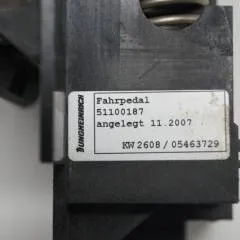 JUNGHEINRICH
Fahrpedal
51100187
angelegt 11.2007
KW 2608 / 05463729